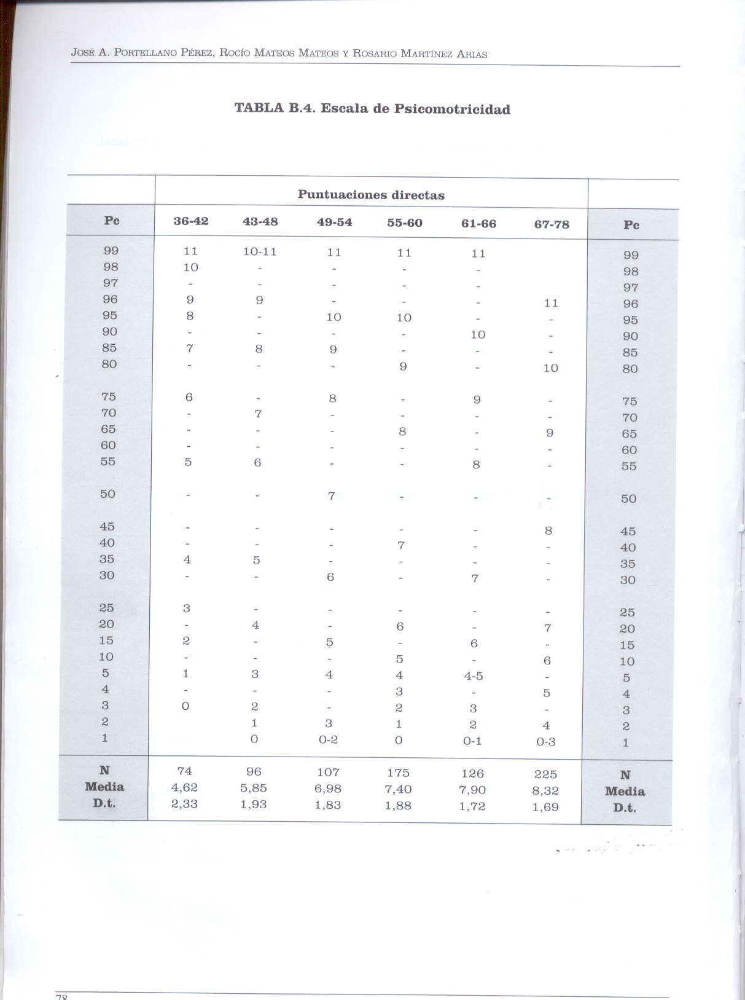 JOSÉ A. PORTELLANO PÉREZ, ROCÍO MATEOS MATEOS Y ROSARIO MARTÍNEZ ARIAS
TABLA B.4. Escala de Psicomotricidad
Puntuaciones directas
Pc 36-42 43-48 49-54 55-60 61-66 67-78 Pc
99 11 10-11 11 11 11 99
98 10 - - - - 98
97 - - - - - 97
96 9 9 - - - 11 96
95 8 - 10 10 - - 95
90 - - - - 10 - 90
85 7 8 9 - - - 85
80 - - - 9 - 10 80
75 6 - 8 - 9 - 75
70 - 7 - - - - 70
65 - - - 8 - 9 65
60 - - - - - - 60
55 5 6 - - 8 - 55
50 - - 7 - - - 50
45 - - - - - 8 45
40 - - - 7 - - 40
35 4 5 - - - - 35
30 - - 6 - 7 - 30
25 3 - - - - - 25
20 - 4 - 6 - 7 20
15 2 - 5 - 6 - 15
10 - - - 5 - 6 10
5 1 3 4 4 4-5 - 5
4 - - - 3 - 5 4
3 0 2 - 2 3 - 3
2 1 3 1 2 4 2
1 0 0-2 0 0-1 0-3 1
N 74 96 107 175 126 225 N
Media 4,62 5,85 6,98 7,40 7,90 8,32 Media
D.t. 2,33 1,93 1,83 1,88 1,72 1,69 D.t.
78